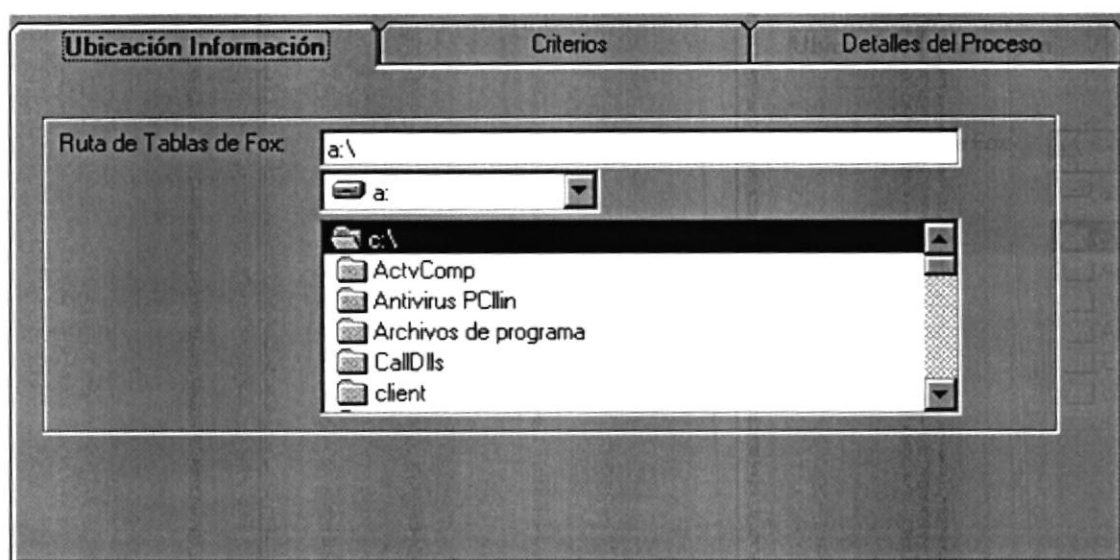 Ubicación Información Criterios Detalles del Proceso
Ruta de Tablas de Fox: a:\
a:
c:\
ActvComp
Antivirus PCllin
Archivos de programa
CallDlls
client